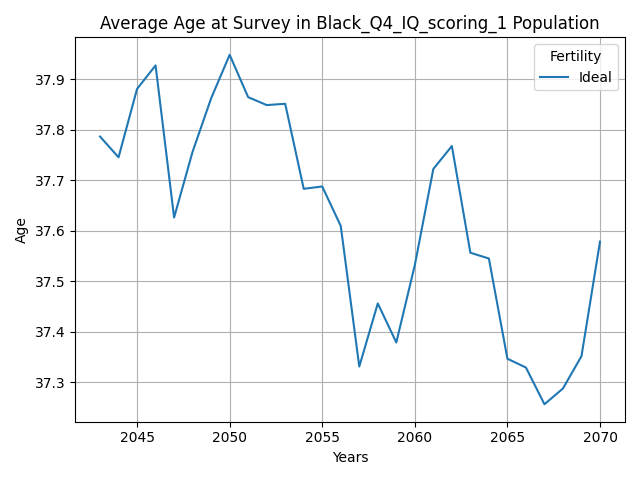 Average Age at Survey in Black_Q4_IQ_scoring_1 Population
Fertility
Ideal
37.9
37.8
37.7
37.6
37.5
37.4
37.3
Age
2045 2050 2055 2060 2065 2070
Years